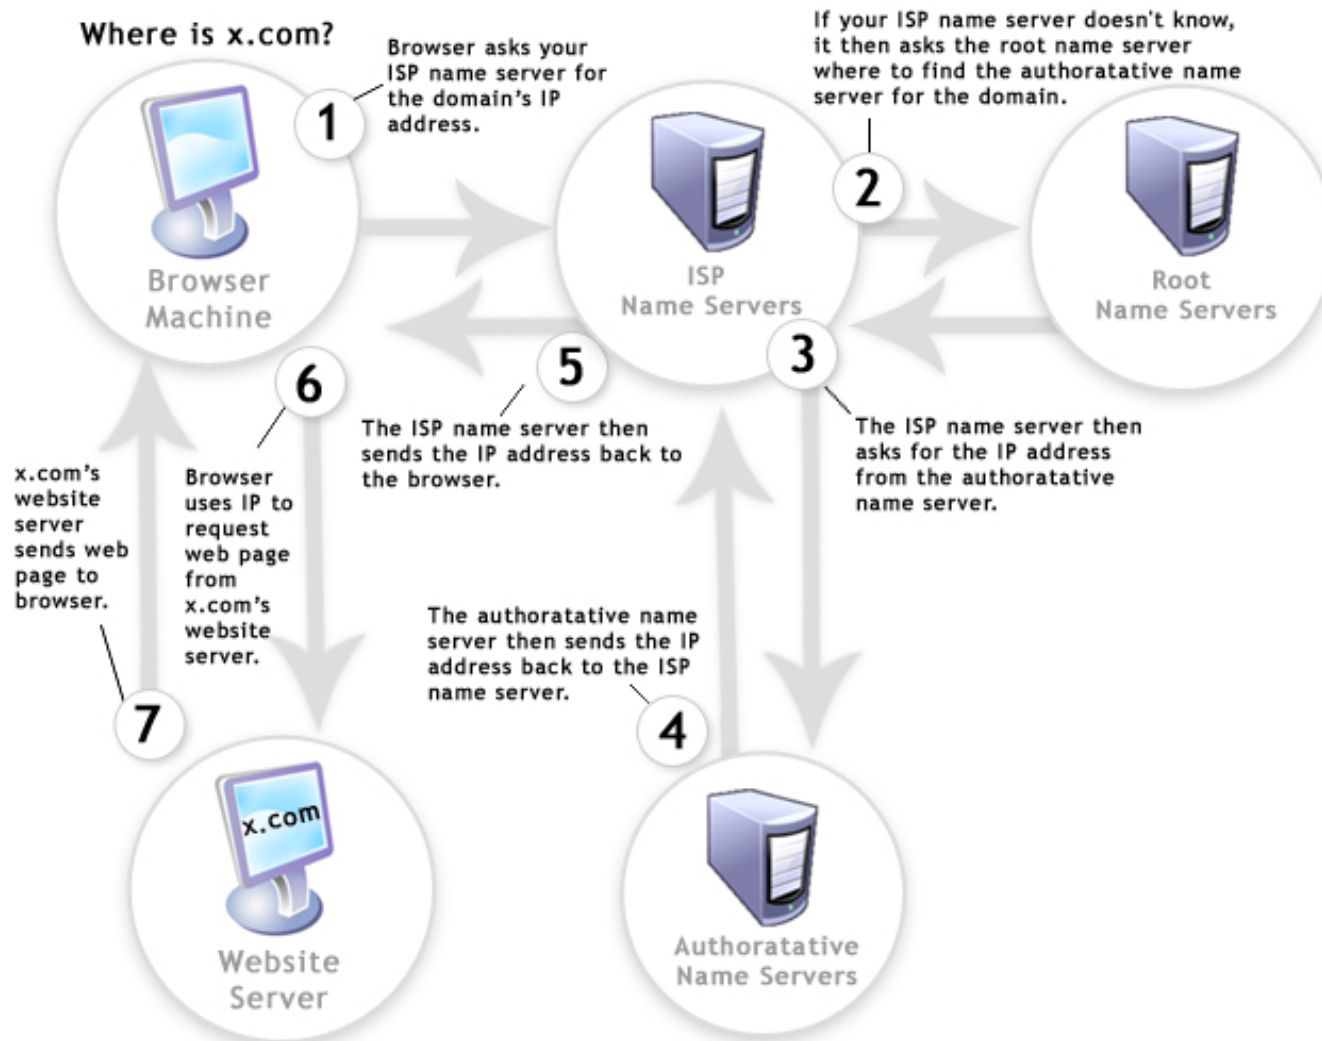 Where is x.com?
1
Browser asks your
ISP name server for
the domain's IP
address.
If your ISP name server doesn't know,
it then asks the root name server
where to find the authoratative name
server for the domain.
2
Browser
Machine
ISP
Name Servers
Root
Name Servers
3
The ISP name server then
asks for the IP address
from the authoratative
name server.
5
The ISP name server then
sends the IP address back to
the browser.
6
Browser
uses IP to
request
web page
from
x.com's
website
server.
x.com's
website
server
sends web
page to
browser.
7
The authoratative name
server then sends the IP
address back to the ISP
name server.
4
x.com
Website
Server
Authoratative
Name Servers